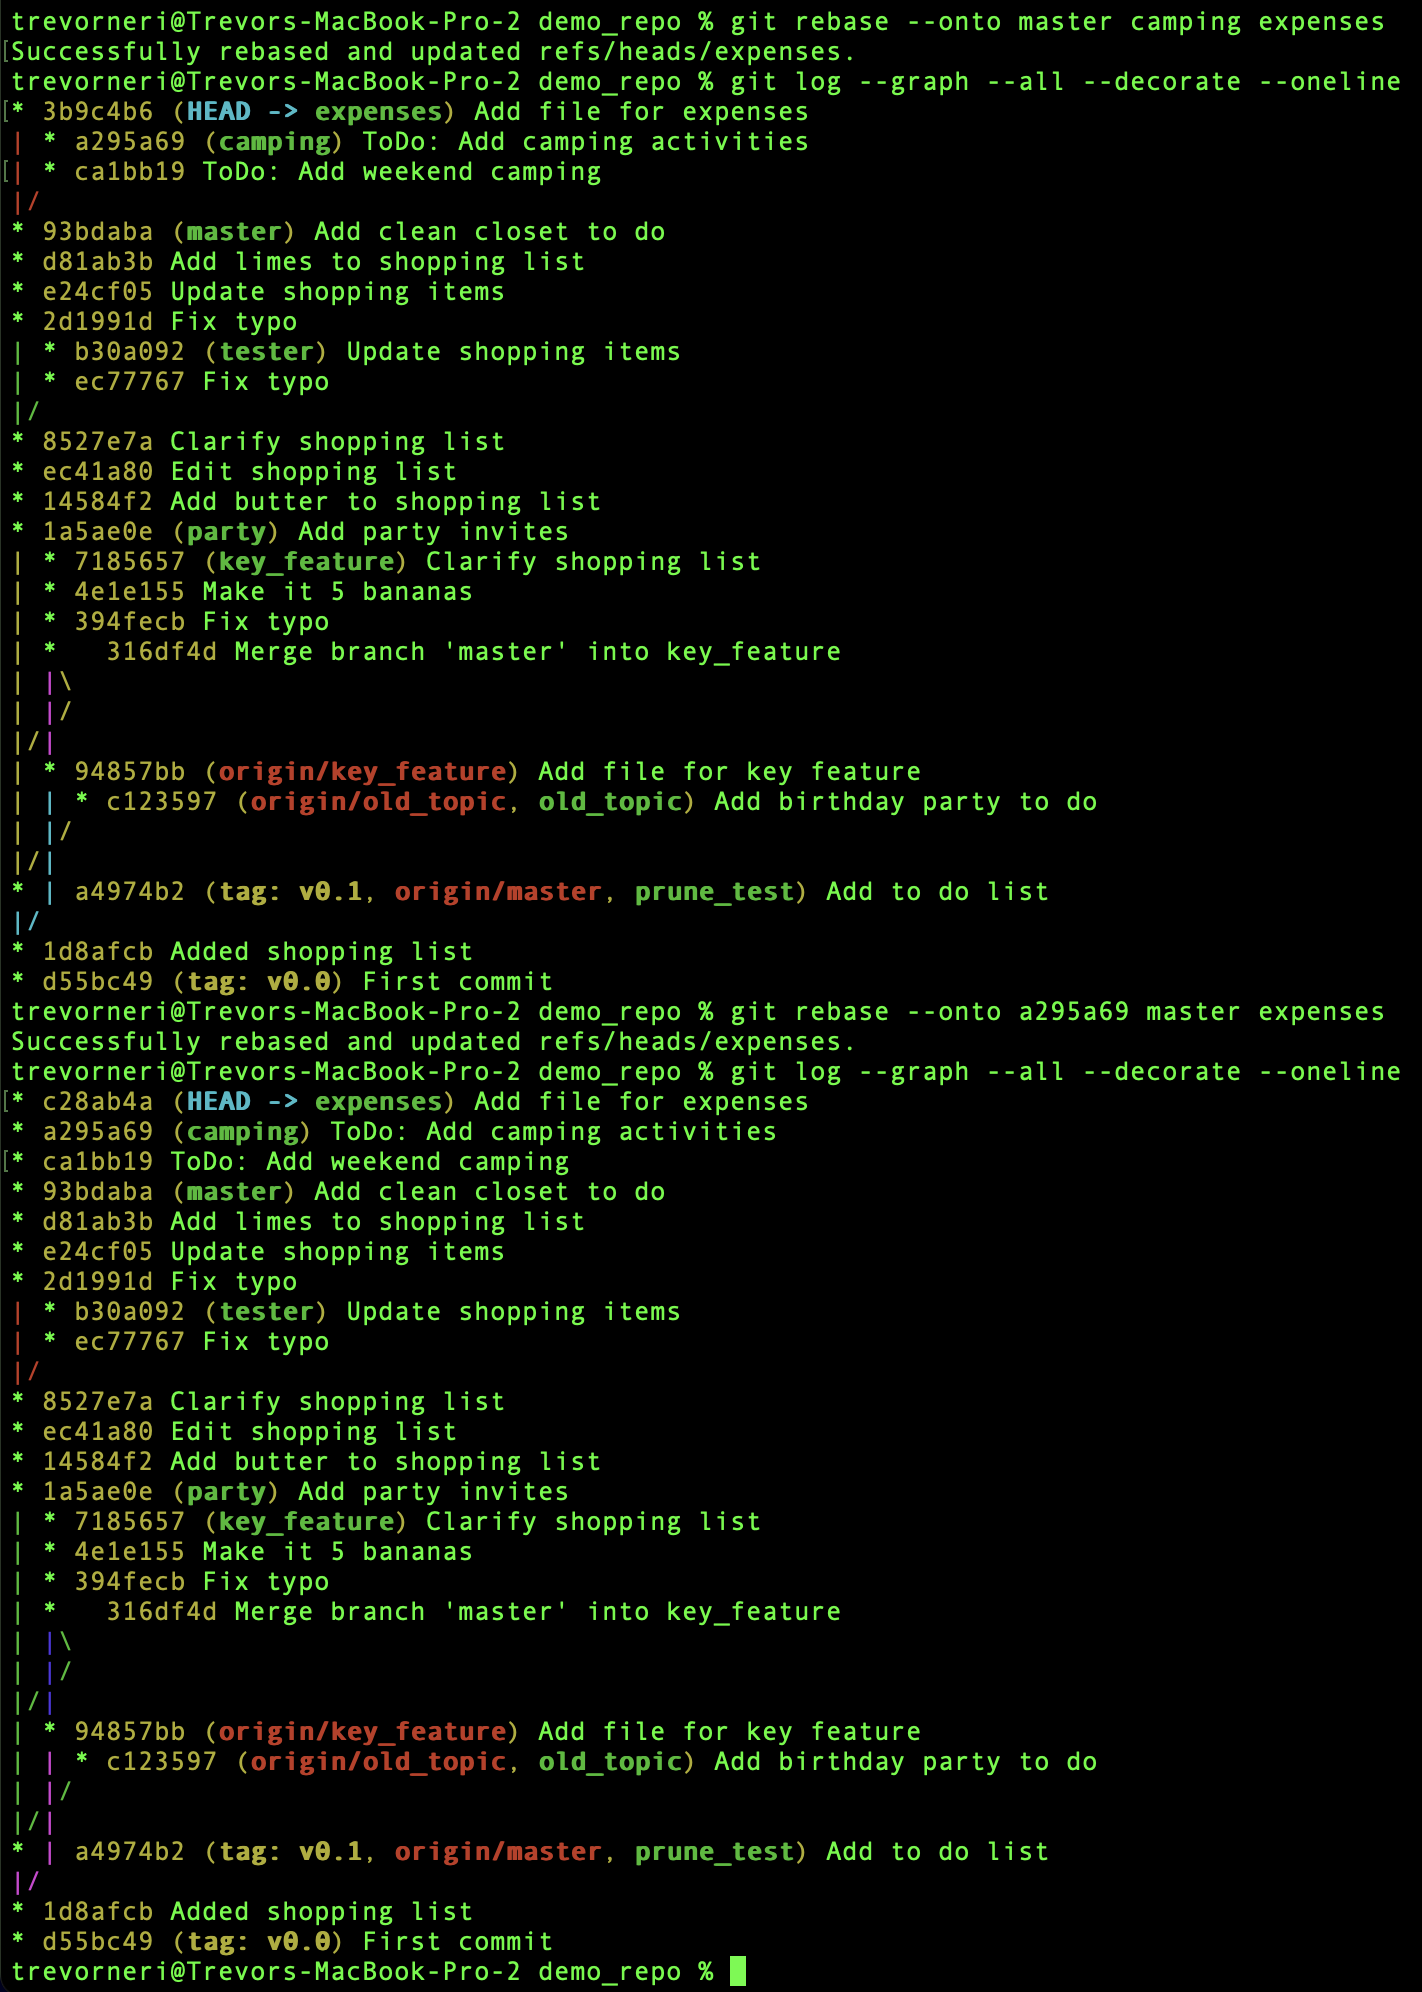 trevorneri@Trevors-MacBook-Pro-2 demo_repo % git rebase --onto master camping expenses
[Successfully rebased and updated refs/heads/expenses.
trevorneri@Trevors-MacBook-Pro-2 demo_repo % git log --graph --all --decorate --oneline
[* 3b9c4b6 (HEAD -> expenses) Add file for expenses
| * a295a69 (camping) ToDo: Add camping activities
[| * ca1bb19 ToDo: Add weekend camping
|/
* 93bdaba (master) Add clean closet to do
* d81ab3b Add limes to shopping list
* e24cf05 Update shopping items
* 2d1991d Fix typo
| * b30a092 (tester) Update shopping items
| * ec77767 Fix typo
|/
* 8527e7a Clarify shopping list
* ec41a80 Edit shopping list
* 14584f2 Add butter to shopping list
* 1a5ae0e (party) Add party invites
| * 7185657 (key_feature) Clarify shopping list
| * 4e1e155 Make it 5 bananas
| * 394fecb Fix typo
| *   316df4d Merge branch 'master' into key_feature
| |\
| |/
|/|
| * 94857bb (origin/key_feature) Add file for key feature
| | * c123597 (origin/old_topic, old_topic) Add birthday party to do
| |/
|/|
* | a4974b2 (tag: v0.1, origin/master, prune_test) Add to do list
|/
* 1d8afcb Added shopping list
* d55bc49 (tag: v0.0) First commit
trevorneri@Trevors-MacBook-Pro-2 demo_repo % git rebase --onto a295a69 master expenses
Successfully rebased and updated refs/heads/expenses.
trevorneri@Trevors-MacBook-Pro-2 demo_repo % git log --graph --all --decorate --oneline
[* c28ab4a (HEAD -> expenses) Add file for expenses
* a295a69 (camping) ToDo: Add camping activities
[* ca1bb19 ToDo: Add weekend camping
* 93bdaba (master) Add clean closet to do
* d81ab3b Add limes to shopping list
* e24cf05 Update shopping items
* 2d1991d Fix typo
| * b30a092 (tester) Update shopping items
| * ec77767 Fix typo
|/
* 8527e7a Clarify shopping list
* ec41a80 Edit shopping list
* 14584f2 Add butter to shopping list
* 1a5ae0e (party) Add party invites
| * 7185657 (key_feature) Clarify shopping list
| * 4e1e155 Make it 5 bananas
| * 394fecb Fix typo
| *   316df4d Merge branch 'master' into key_feature
| |\
| |/
|/|
| * 94857bb (origin/key_feature) Add file for key feature
| | * c123597 (origin/old_topic, old_topic) Add birthday party to do
| |/
|/|
* | a4974b2 (tag: v0.1, origin/master, prune_test) Add to do list
|/
* 1d8afcb Added shopping list
* d55bc49 (tag: v0.0) First commit
trevorneri@Trevors-MacBook-Pro-2 demo_repo %